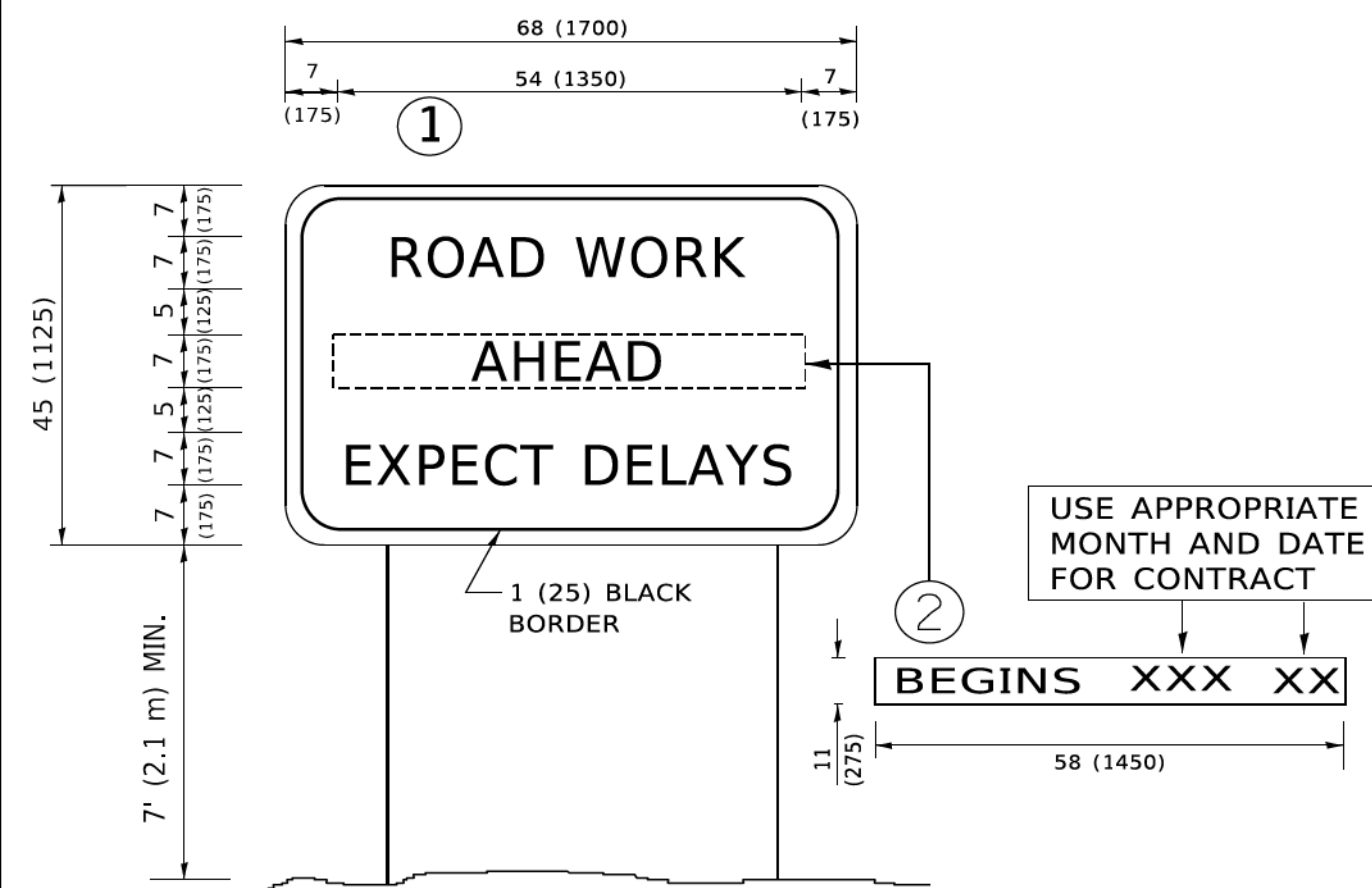 68 (1700)
7
54 (1350)
7
(175)
(175)
1
45 (1125)
7
(175)
7
(175)
5
(125)
7
(175)
5
(125)
7
(175)
7
(175)
ROAD WORK
AHEAD
EXPECT DELAYS
1 (25) BLACK
BORDER
7' (2.1 m) MIN.
2
USE APPROPRIATE
MONTH AND DATE
FOR CONTRACT
BEGINS XXX XX
11
(275)
58 (1450)